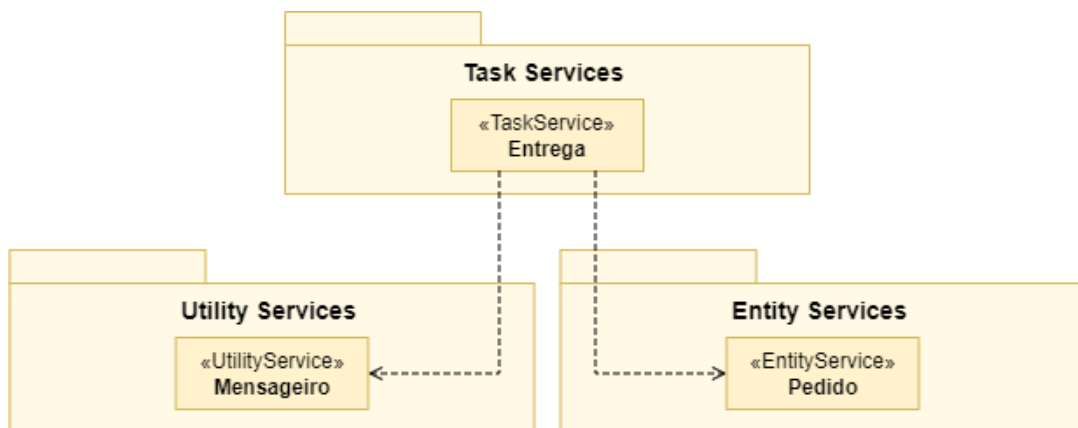 Task Services
«TaskService»
Entrega
Utility Services
«UtilityService»
Mensageiro
Entity Services
«EntityService»
Pedido